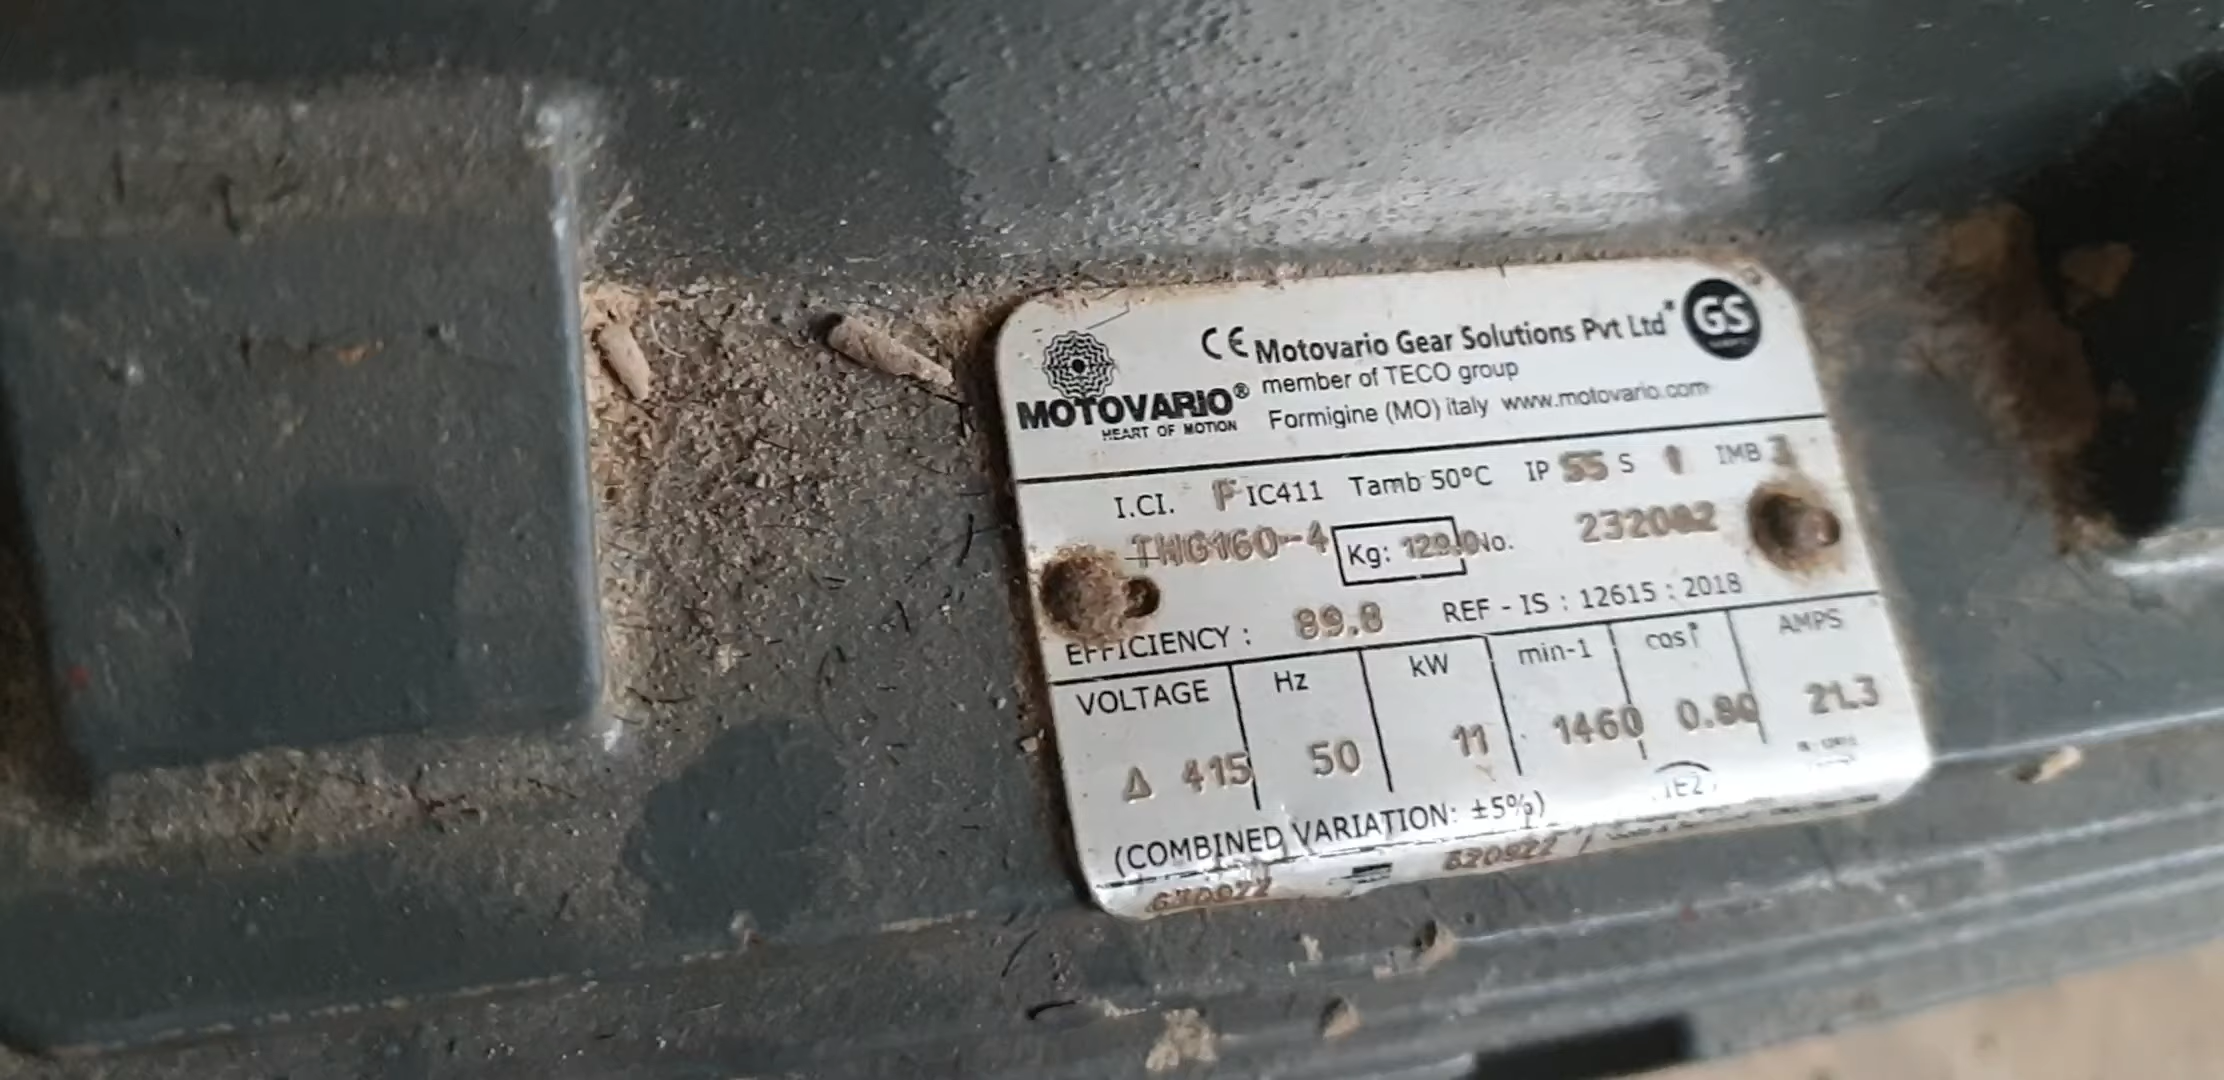 CE Motovario Gear Solutions Pvt Ltd GS
member of TECO group
MOTOVARIO®
HEART OF MOTION
Formigine (MO) italy www.motovario.com
I.CI. F IC411 Tamb 50°C IP 55 S 1 IMB 3
THG160-4 Kg: 129.0 No. 232082
EFFICIENCY : 89.8 REF - IS : 12615 : 2018
VOLTAGE Hz kW min-1 cos AMPS
Δ 415 50 11 1460 0.80 21.3
(COMBINED VARIATION: ±5%) IE2